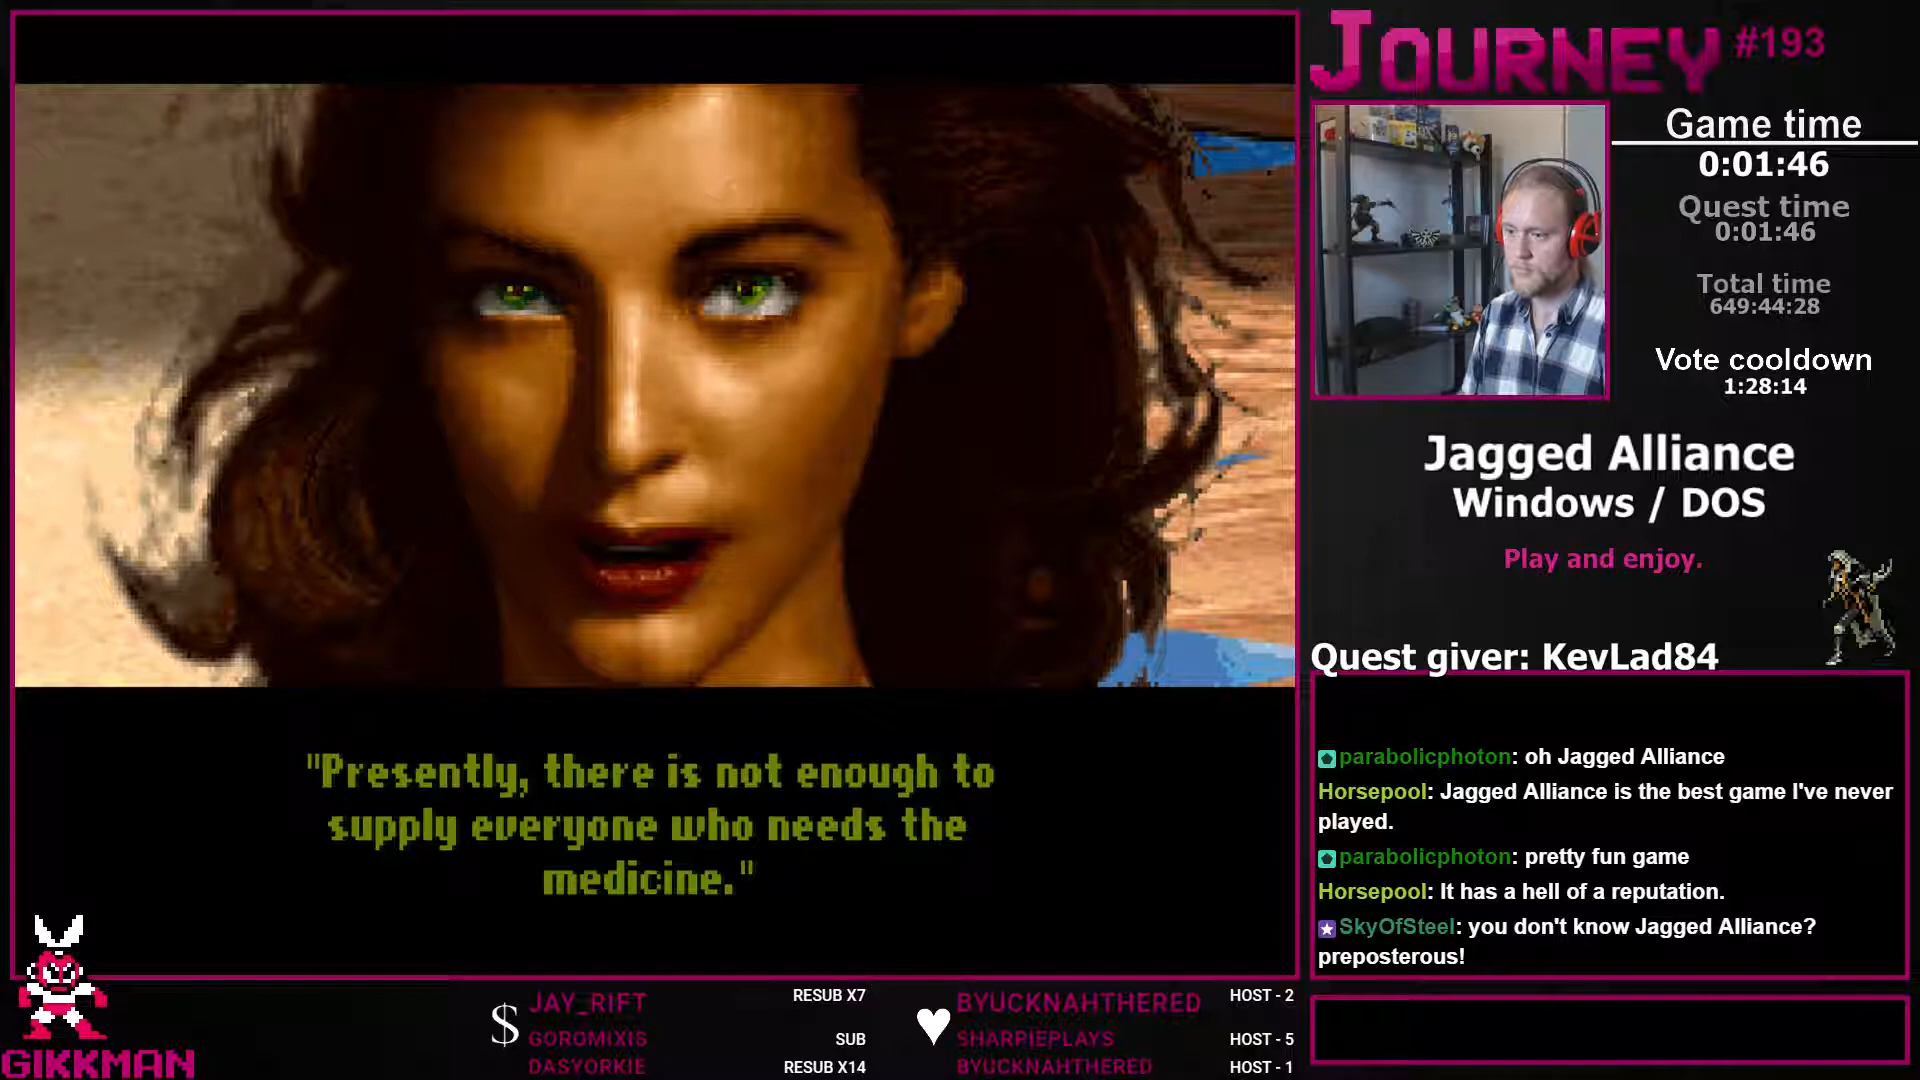 JOURNEY #193
Game time
0:01:46
Quest time
0:01:46
Total time
649:44:28
Vote cooldown
1:28:14
Jagged Alliance
Windows / DOS
Play and enjoy.
Quest giver: KevLad84
parabolicphoton: oh Jagged Alliance
Horsepool: Jagged Alliance is the best game I've never
played.
parabolicphoton: pretty fun game
Horsepool: It has a hell of a reputation.
SkyOfSteel: you don't know Jagged Alliance?
preposterous!
"Presently, there is not enough to
supply everyone who needs the
medicine."
GIKKMAN
$ JAY_RIFT RESUB X7
GOROMIXIS SUB
DASYORKIE RESUB X14
BYUCKNAHTHERED HOST - 2
SHARPIEPLAYS HOST - 5
BYUCKNAHTHERED HOST - 1